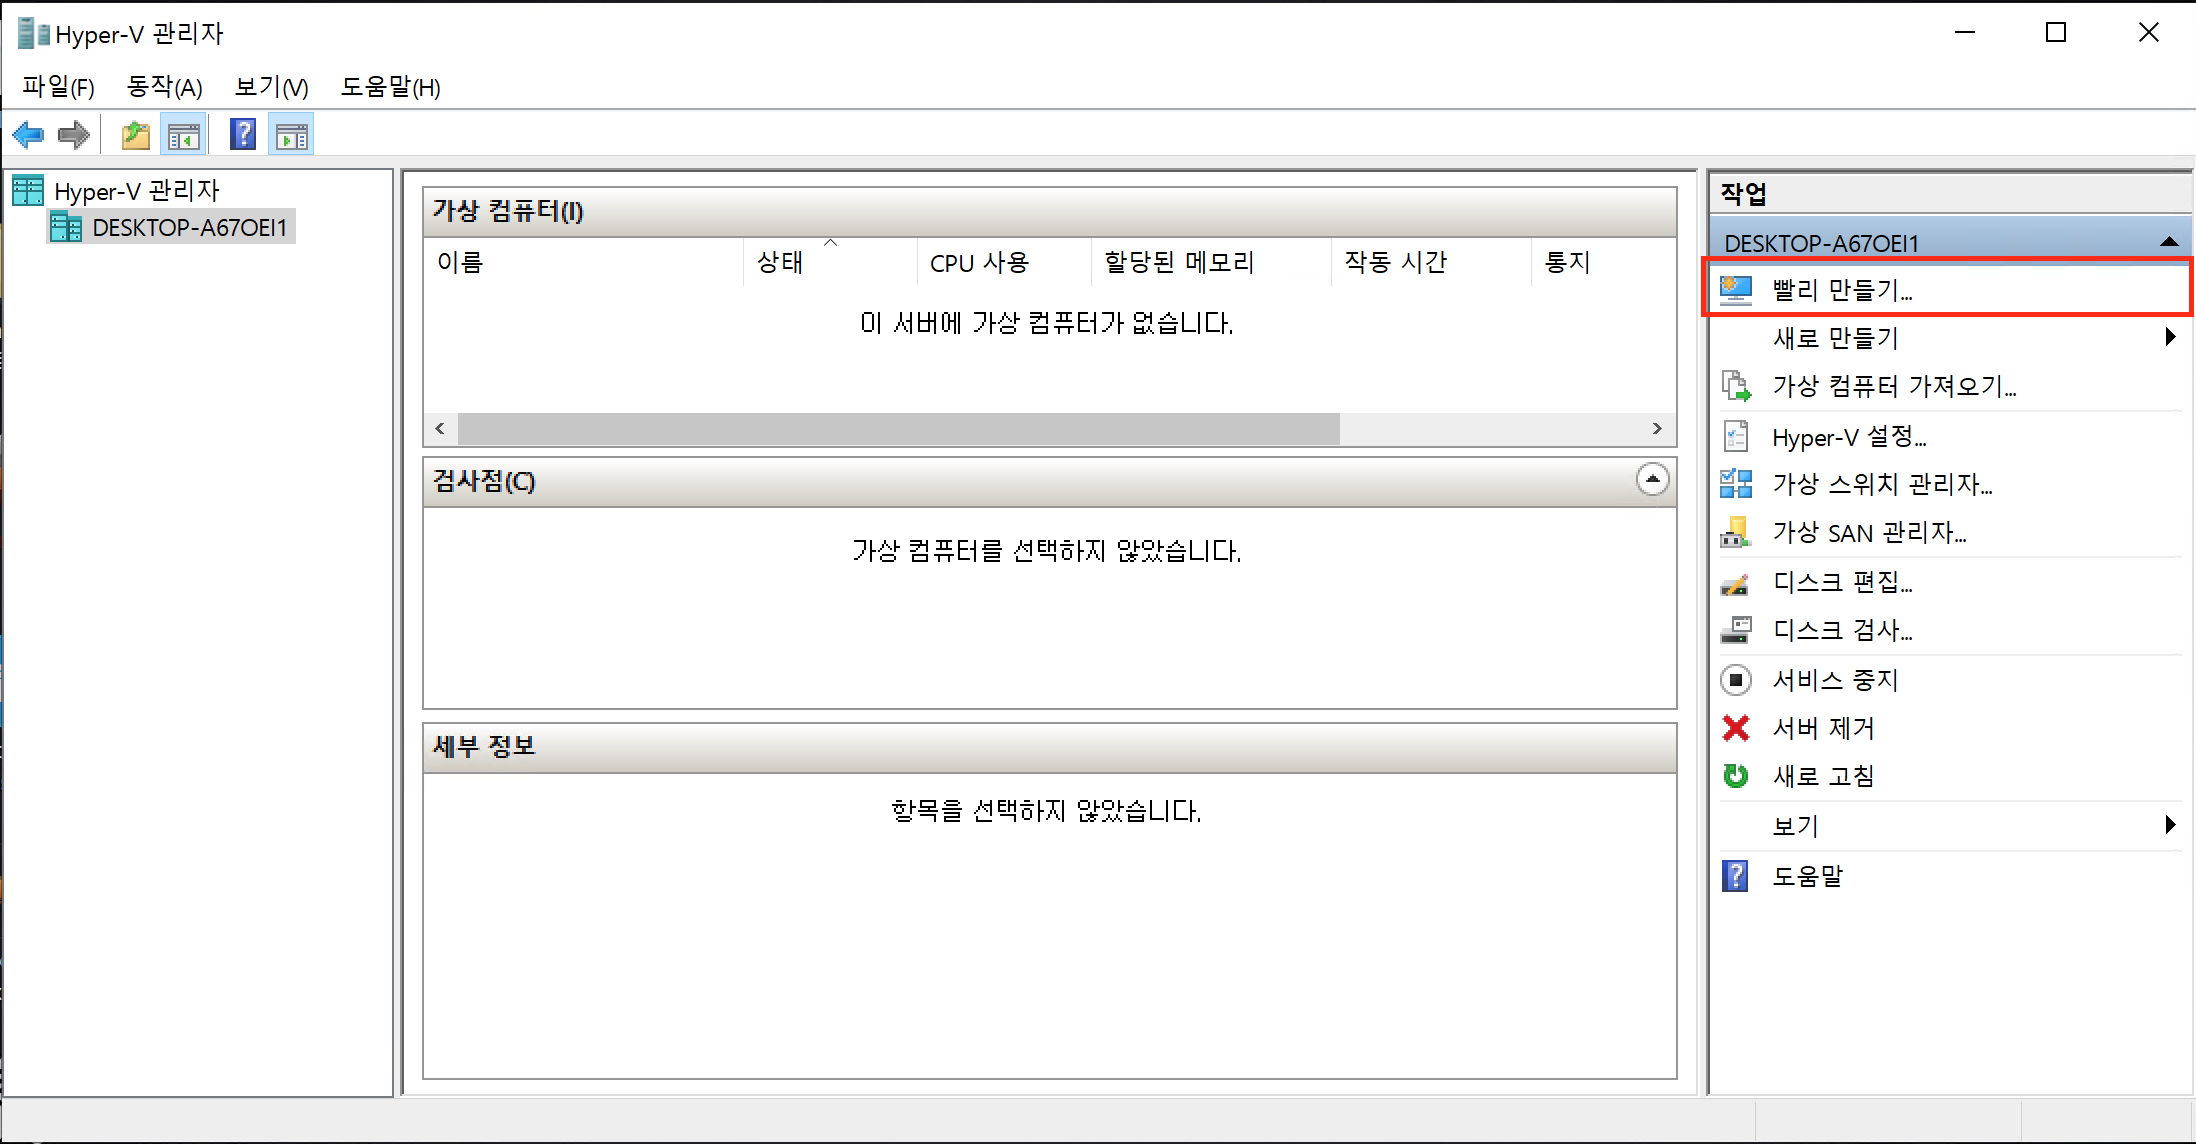 Hyper-V 관리자
파일(F) 동작(A) 보기(V) 도움말(H)
Hyper-V 관리자
DESKTOP-A67OEI1
가상 컴퓨터(I)
이름 상태 CPU 사용 할당된 메모리 작동 시간 통지
이 서버에 가상 컴퓨터가 없습니다.
검사점(C)
가상 컴퓨터를 선택하지 않았습니다.
세부 정보
항목을 선택하지 않았습니다.
작업
DESKTOP-A67OEI1
빨리 만들기...
새로 만들기
가상 컴퓨터 가져오기...
Hyper-V 설정...
가상 스위치 관리자...
가상 SAN 관리자...
디스크 편집...
디스크 검사...
서비스 중지
서버 제거
새로 고침
보기
도움말